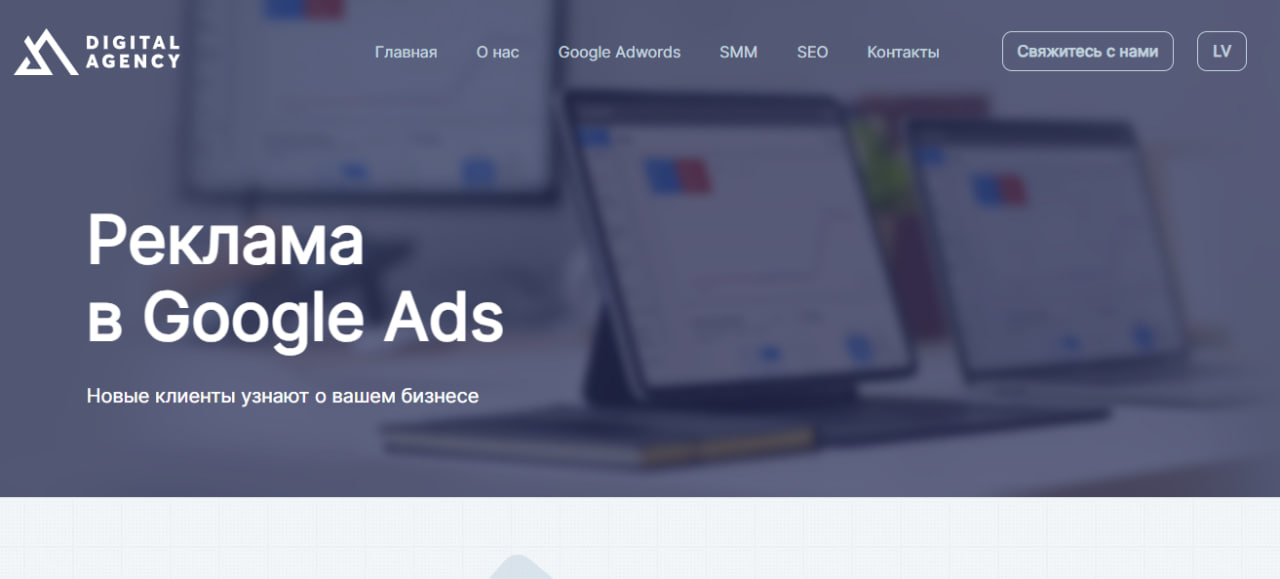 DIGITAL
AGENCY
Главная О нас Google Adwords SMM SEO Контакты Свяжитесь с нами LV
Реклама
в Google Ads
Новые клиенты узнают о вашем бизнесе